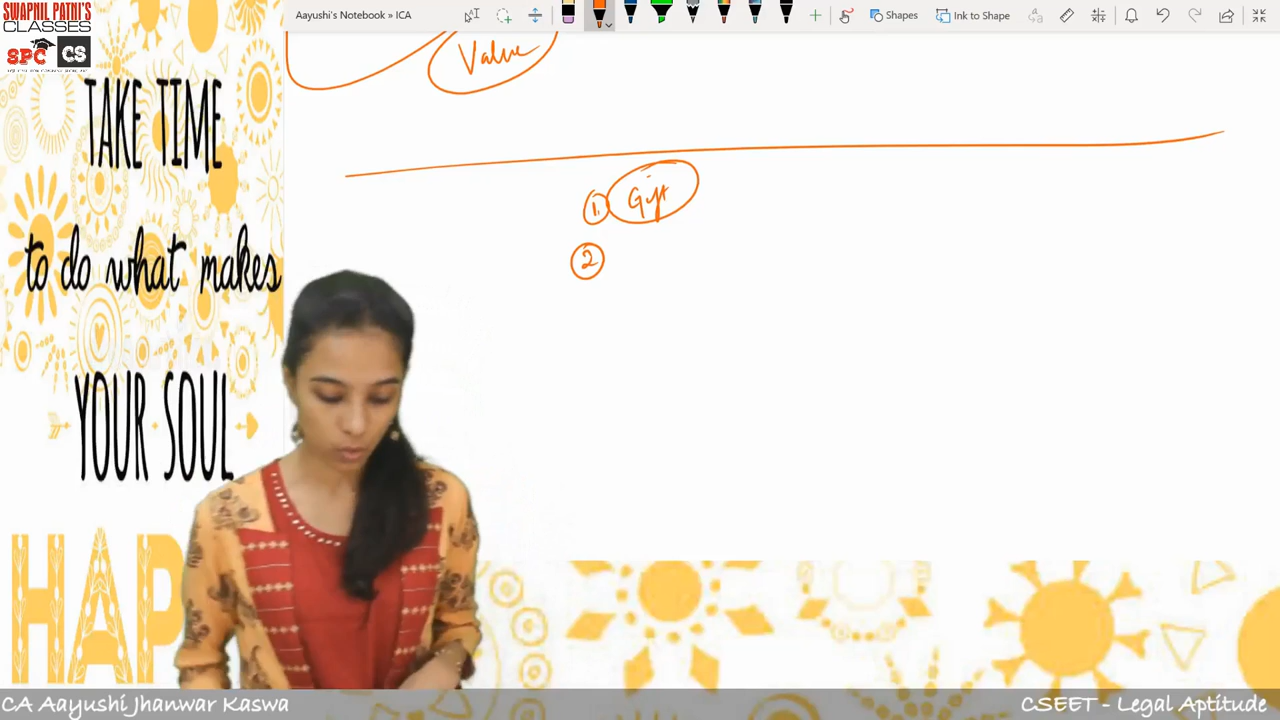 SWAPNIL PATNI'S
CLASSES
SPC CS
Aayushi's Notebook » ICA
Shapes
Ink to Shape
Value
① Gift
②
TAKE TIME
to do what makes
YOUR SOUL
HAP
CA Aayushi Jhanwar Kaswa
CSEET - Legal Aptitude